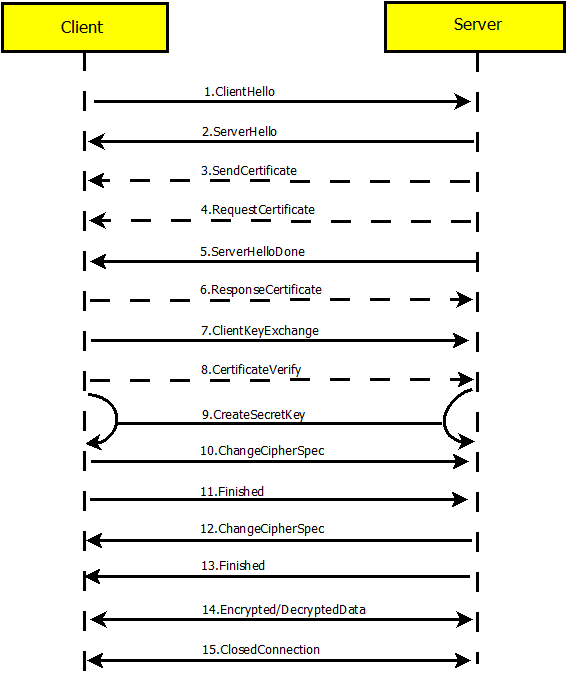 Client
Server
1.ClientHello
2.ServerHello
3.SendCertificate
4.RequestCertificate
5.ServerHelloDone
6.ResponseCertificate
7.ClientKeyExchange
8.CertificateVerify
9.CreateSecretKey
10.ChangeCipherSpec
11.Finished
12.ChangeCipherSpec
13.Finished
14.Encrypted/DecryptedData
15.ClosedConnection